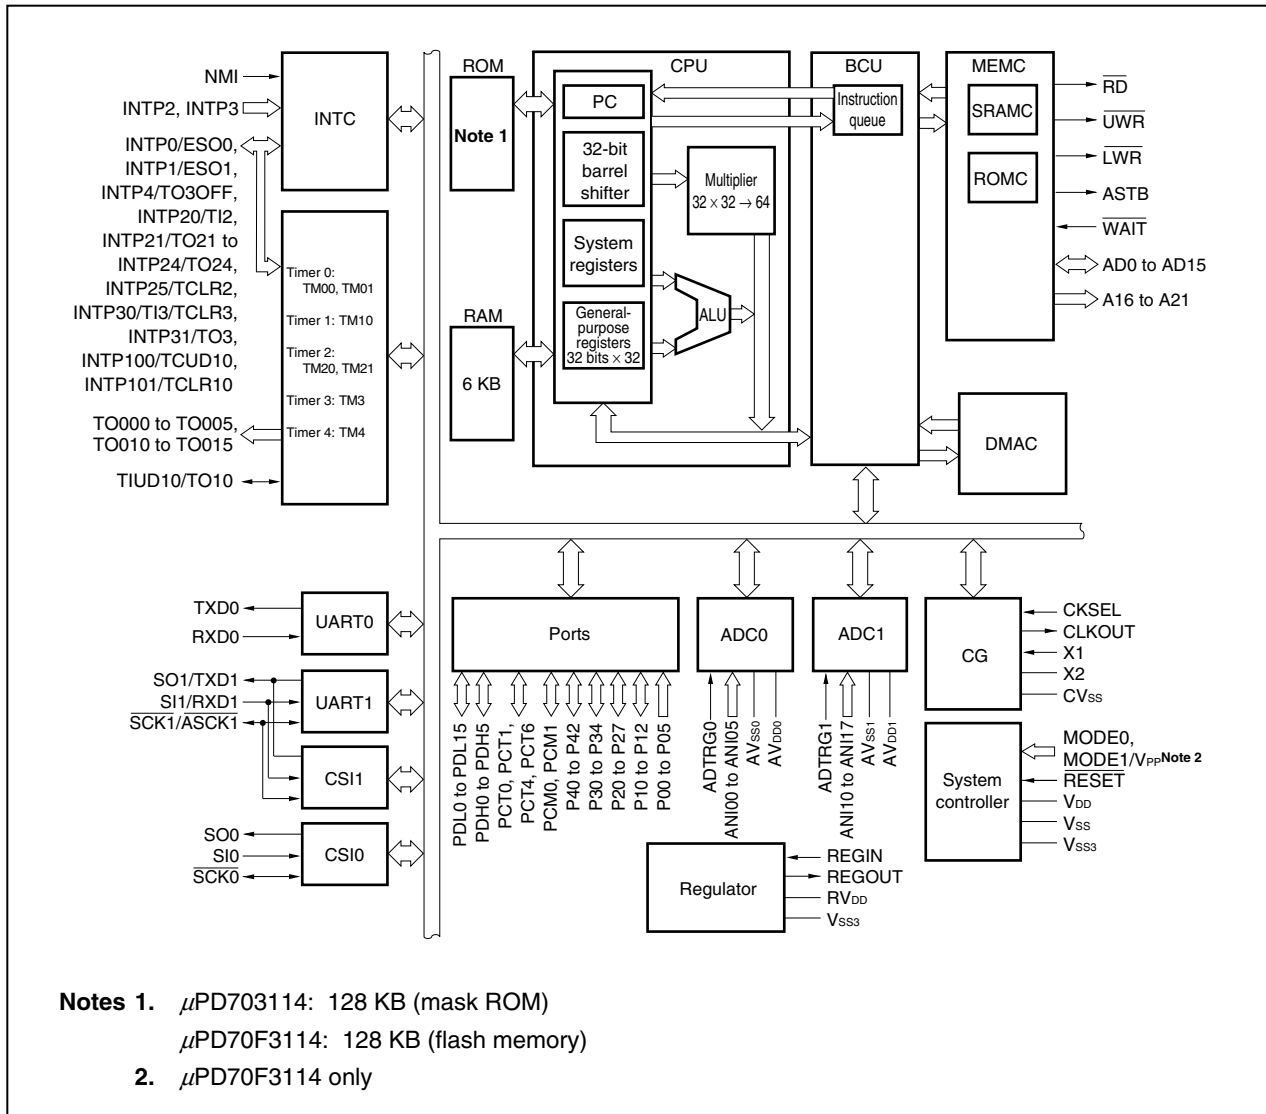 NMI
INTP2, INTP3
INTP0/ESO0,
INTP1/ESO1,
INTP4/TO3OFF,
INTP20/TI2,
INTP21/TO21 to
INTP24/TO24,
INTP25/TCLR2,
INTP30/TI3/TCLR3,
INTP31/TO3,
INTP100/TCUD10,
INTP101/TCLR10
TO000 to TO005,
TO010 to TO015
TIUD10/TO10
INTC
Timer 0:
TM00, TM01
Timer 1: TM10
Timer 2:
TM20, TM21
Timer 3: TM3
Timer 4: TM4
ROM
Note 1
RAM
6 KB
CPU
PC
32-bit
barrel
shifter
System
registers
General-
purpose
registers
32 bits × 32
Multiplier
32 × 32 → 64
ALU
BCU
Instruction
queue
MEMC
SRAMC
ROMC
RD
UWR
LWR
ASTB
WAIT
AD0 to AD15
A16 to A21
DMAC
TXD0
RXD0
UART0
SO1/TXD1
SI1/RXD1
SCK1/ASCK1
UART1
CSI1
SO0
SI0
SCK0
CSI0
Ports
PDL0 to PDL15
PDH0 to PDH5
PCT0, PCT1,
PCT4, PCT6
PCM0, PCM1
P40 to P42
P30 to P34
P20 to P27
P10 to P12
P00 to P05
ADC0
ADTRG0
ANI00 to ANI05
AVSS0
AVDD0
ADC1
ADTRG1
ANI10 to ANI17
AVSS1
AVDD1
CG
CKSEL
CLKOUT
X1
X2
CVSS
System
controller
MODE0,
MODE1/VPP Note 2
RESET
VDD
VSS
VSS3
Regulator
REGIN
REGOUT
RVDD
VSS3
Notes 1. μPD703114: 128 KB (mask ROM)
μPD70F3114: 128 KB (flash memory)
2. μPD70F3114 only